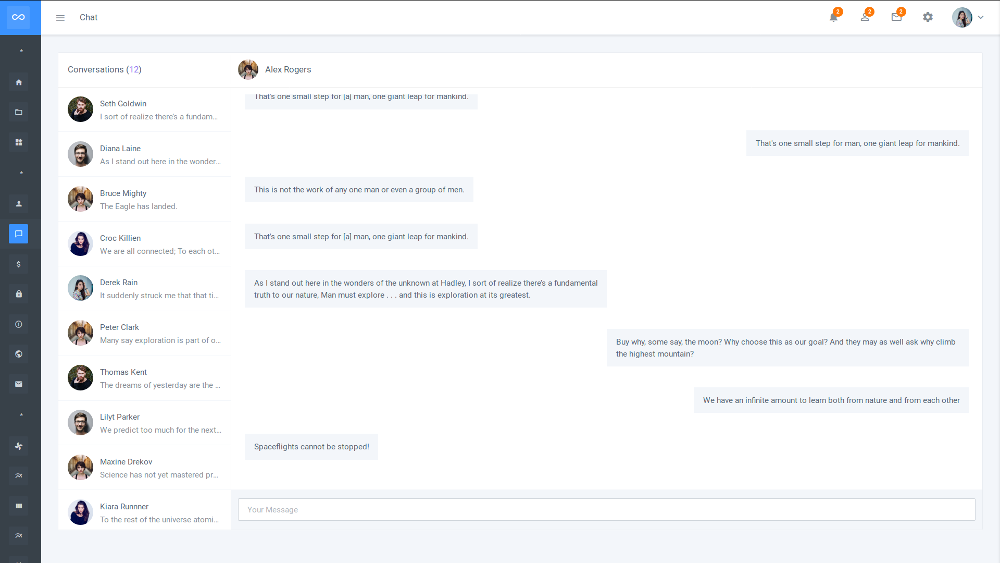 Chat
2
2
2
Conversations (12)
Alex Rogers
Seth Goldwin
I sort of realize there's a fundam...
Diana Laine
As I stand out here in the wonder...
Bruce Mighty
The Eagle has landed.
Croc Killien
We are all connected; To each ot...
Derek Rain
It suddenly struck me that that ti...
Peter Clark
Many say exploration is part of o...
Thomas Kent
The dreams of yesterday are the ...
Lilyt Parker
We predict too much for the next...
Maxine Drekov
Science has not yet mastered pr...
Kiara Runnner
To the rest of the universe atomi...
That's one small step for [a] man, one giant leap for mankind.
That's one small step for man, one giant leap for mankind.
This is not the work of any one man or even a group of men.
That's one small step for [a] man, one giant leap for mankind.
As I stand out here in the wonders of the unknown at Hadley, I sort of realize there's a fundamental
truth to our nature, Man must explore . . . and this is exploration at its greatest.
Buy why, some say, the moon? Why choose this as our goal? And they may as well ask why climb
the highest mountain?
We have an infinite amount to learn both from nature and from each other
Spaceflights cannot be stopped!
Your Message